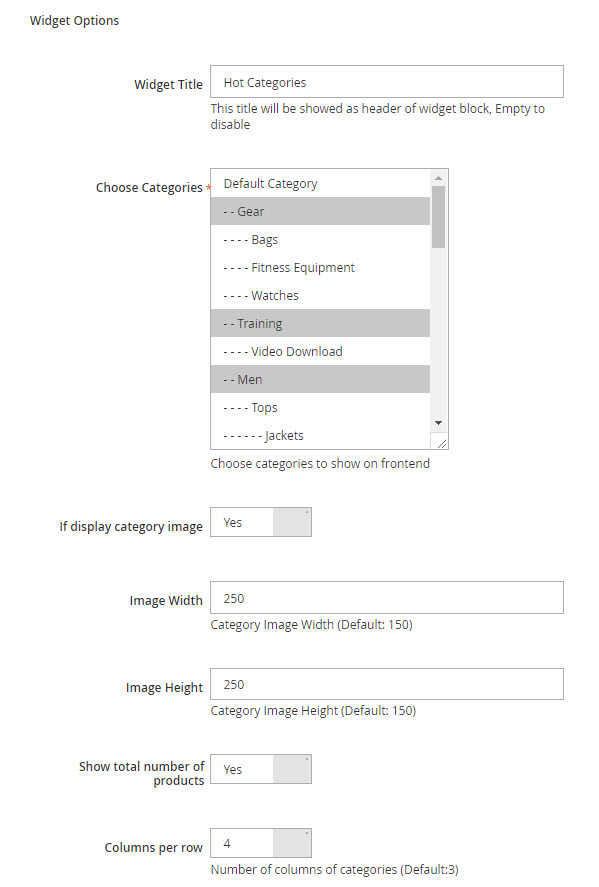 Widget Options
Widget Title
Hot Categories
This title will be showed as header of widget block, Empty to
disable
Choose Categories *
Default Category
- - Gear
- - - - Bags
- - - - Fitness Equipment
- - - - Watches
- - Training
- - - - Video Download
- - Men
- - - - Tops
- - - - - - Jackets
Choose categories to show on frontend
If display category image
Yes
Image Width
250
Category Image Width (Default: 150)
Image Height
250
Category Image Height (Default: 150)
Show total number of
products
Yes
Columns per row
4
Number of columns of categories (Default:3)